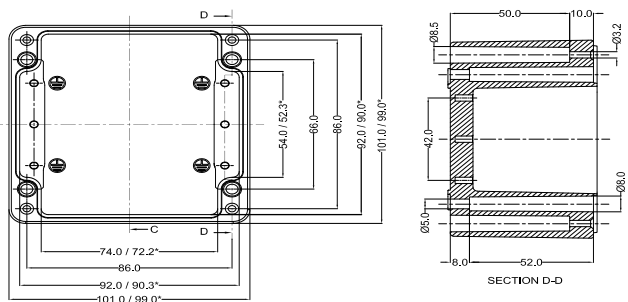 D
54.0 / 52.3*
66.0
86.0
92.0 / 90.0*
101.0 / 99.0*
C
D
74.0 / 72.2*
86.0
92.0 / 90.3*
101.0 / 99.0*
50.0
10.0
Ø8.5
Ø3.2
42.0
Ø5.0
Ø8.0
8.0
52.0
SECTION D-D